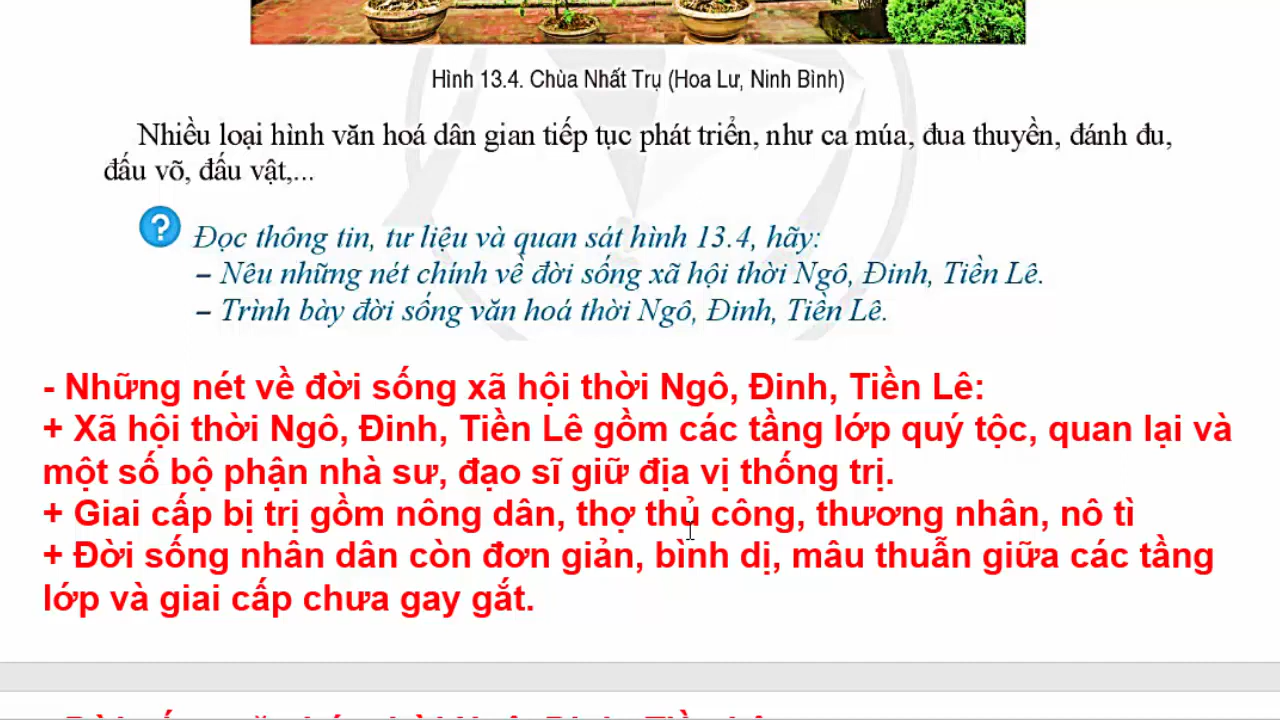 Hình 13.4. Chùa Nhất Trụ (Hoa Lư, Ninh Bình)
Nhiều loại hình văn hoá dân gian tiếp tục phát triển, như ca múa, đua thuyền, đánh đu,
đấu võ, đấu vật,...
? Đọc thông tin, tư liệu và quan sát hình 13.4, hãy:
– Nêu những nét chính về đời sống xã hội thời Ngô, Đinh, Tiền Lê.
– Trình bày đời sống văn hoá thời Ngô, Đinh, Tiền Lê.
- Những nét về đời sống xã hội thời Ngô, Đinh, Tiền Lê:
+ Xã hội thời Ngô, Đinh, Tiền Lê gồm các tầng lớp quý tộc, quan lại và
một số bộ phận nhà sư, đạo sĩ giữ địa vị thống trị.
+ Giai cấp bị trị gồm nông dân, thợ thủ công, thương nhân, nô tì
+ Đời sống nhân dân còn đơn giản, bình dị, mâu thuẫn giữa các tầng
lớp và giai cấp chưa gay gắt.